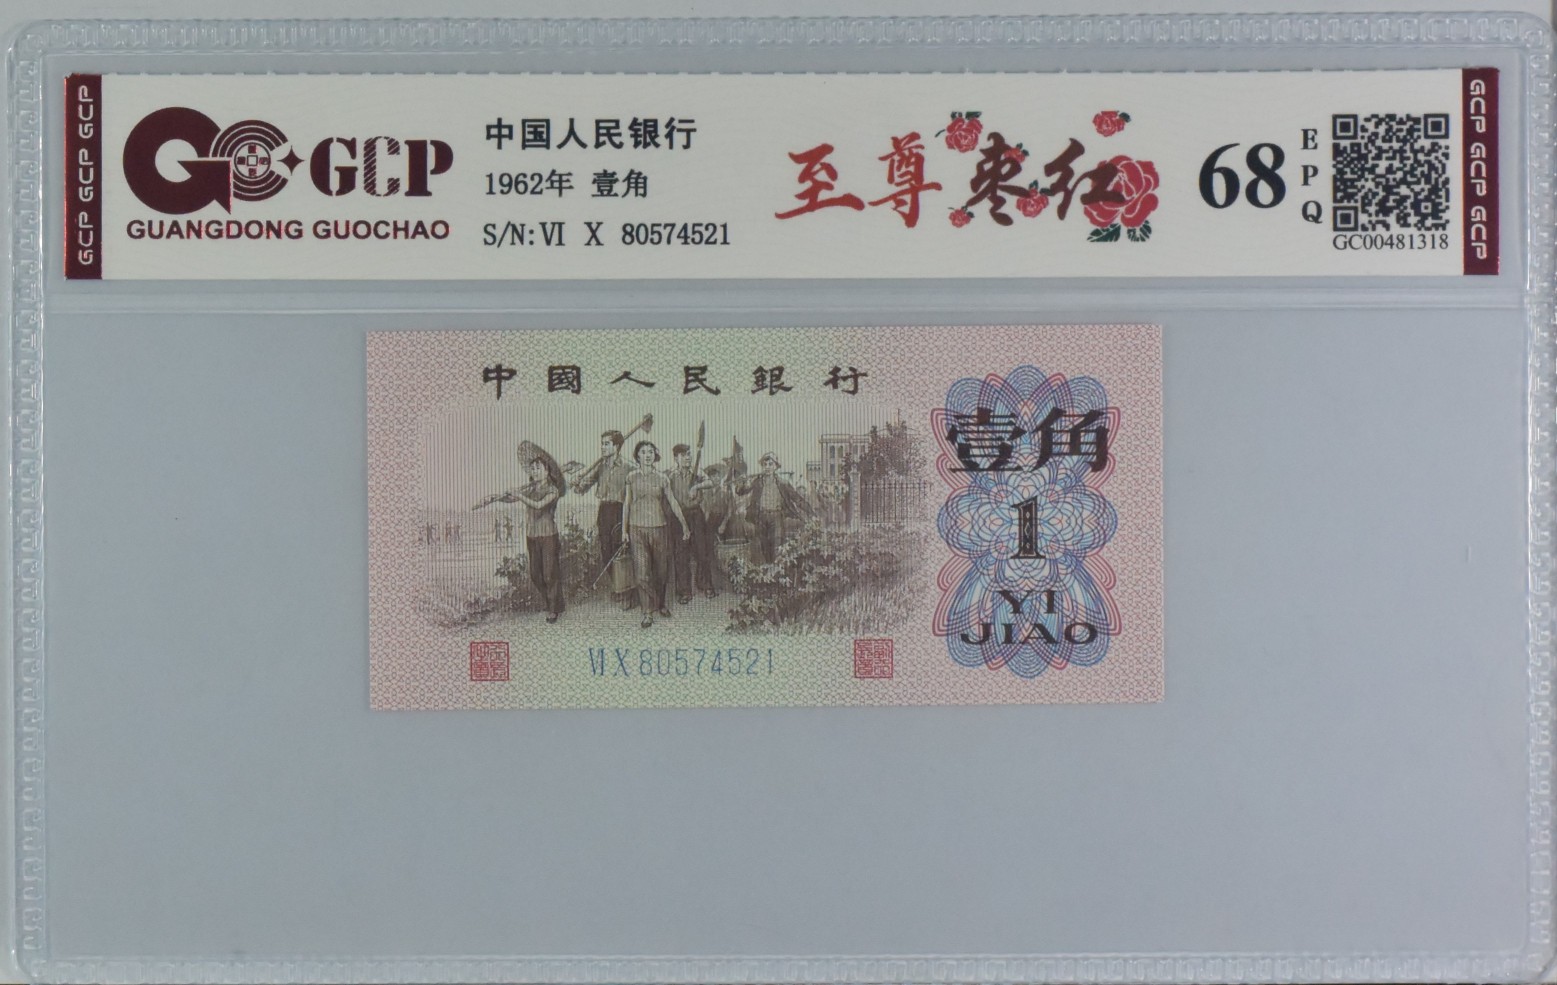 GCP GCP GCP
GCP
GUANGDONG GUOCHAO
中国人民银行
1962年 壹角
S/N: VI X 80574521
至尊枣红
68
EPQ
GC00481318
GCP GCP GCP
中國人民銀行
壹角
1
YI
JIAO
VI X 80574521